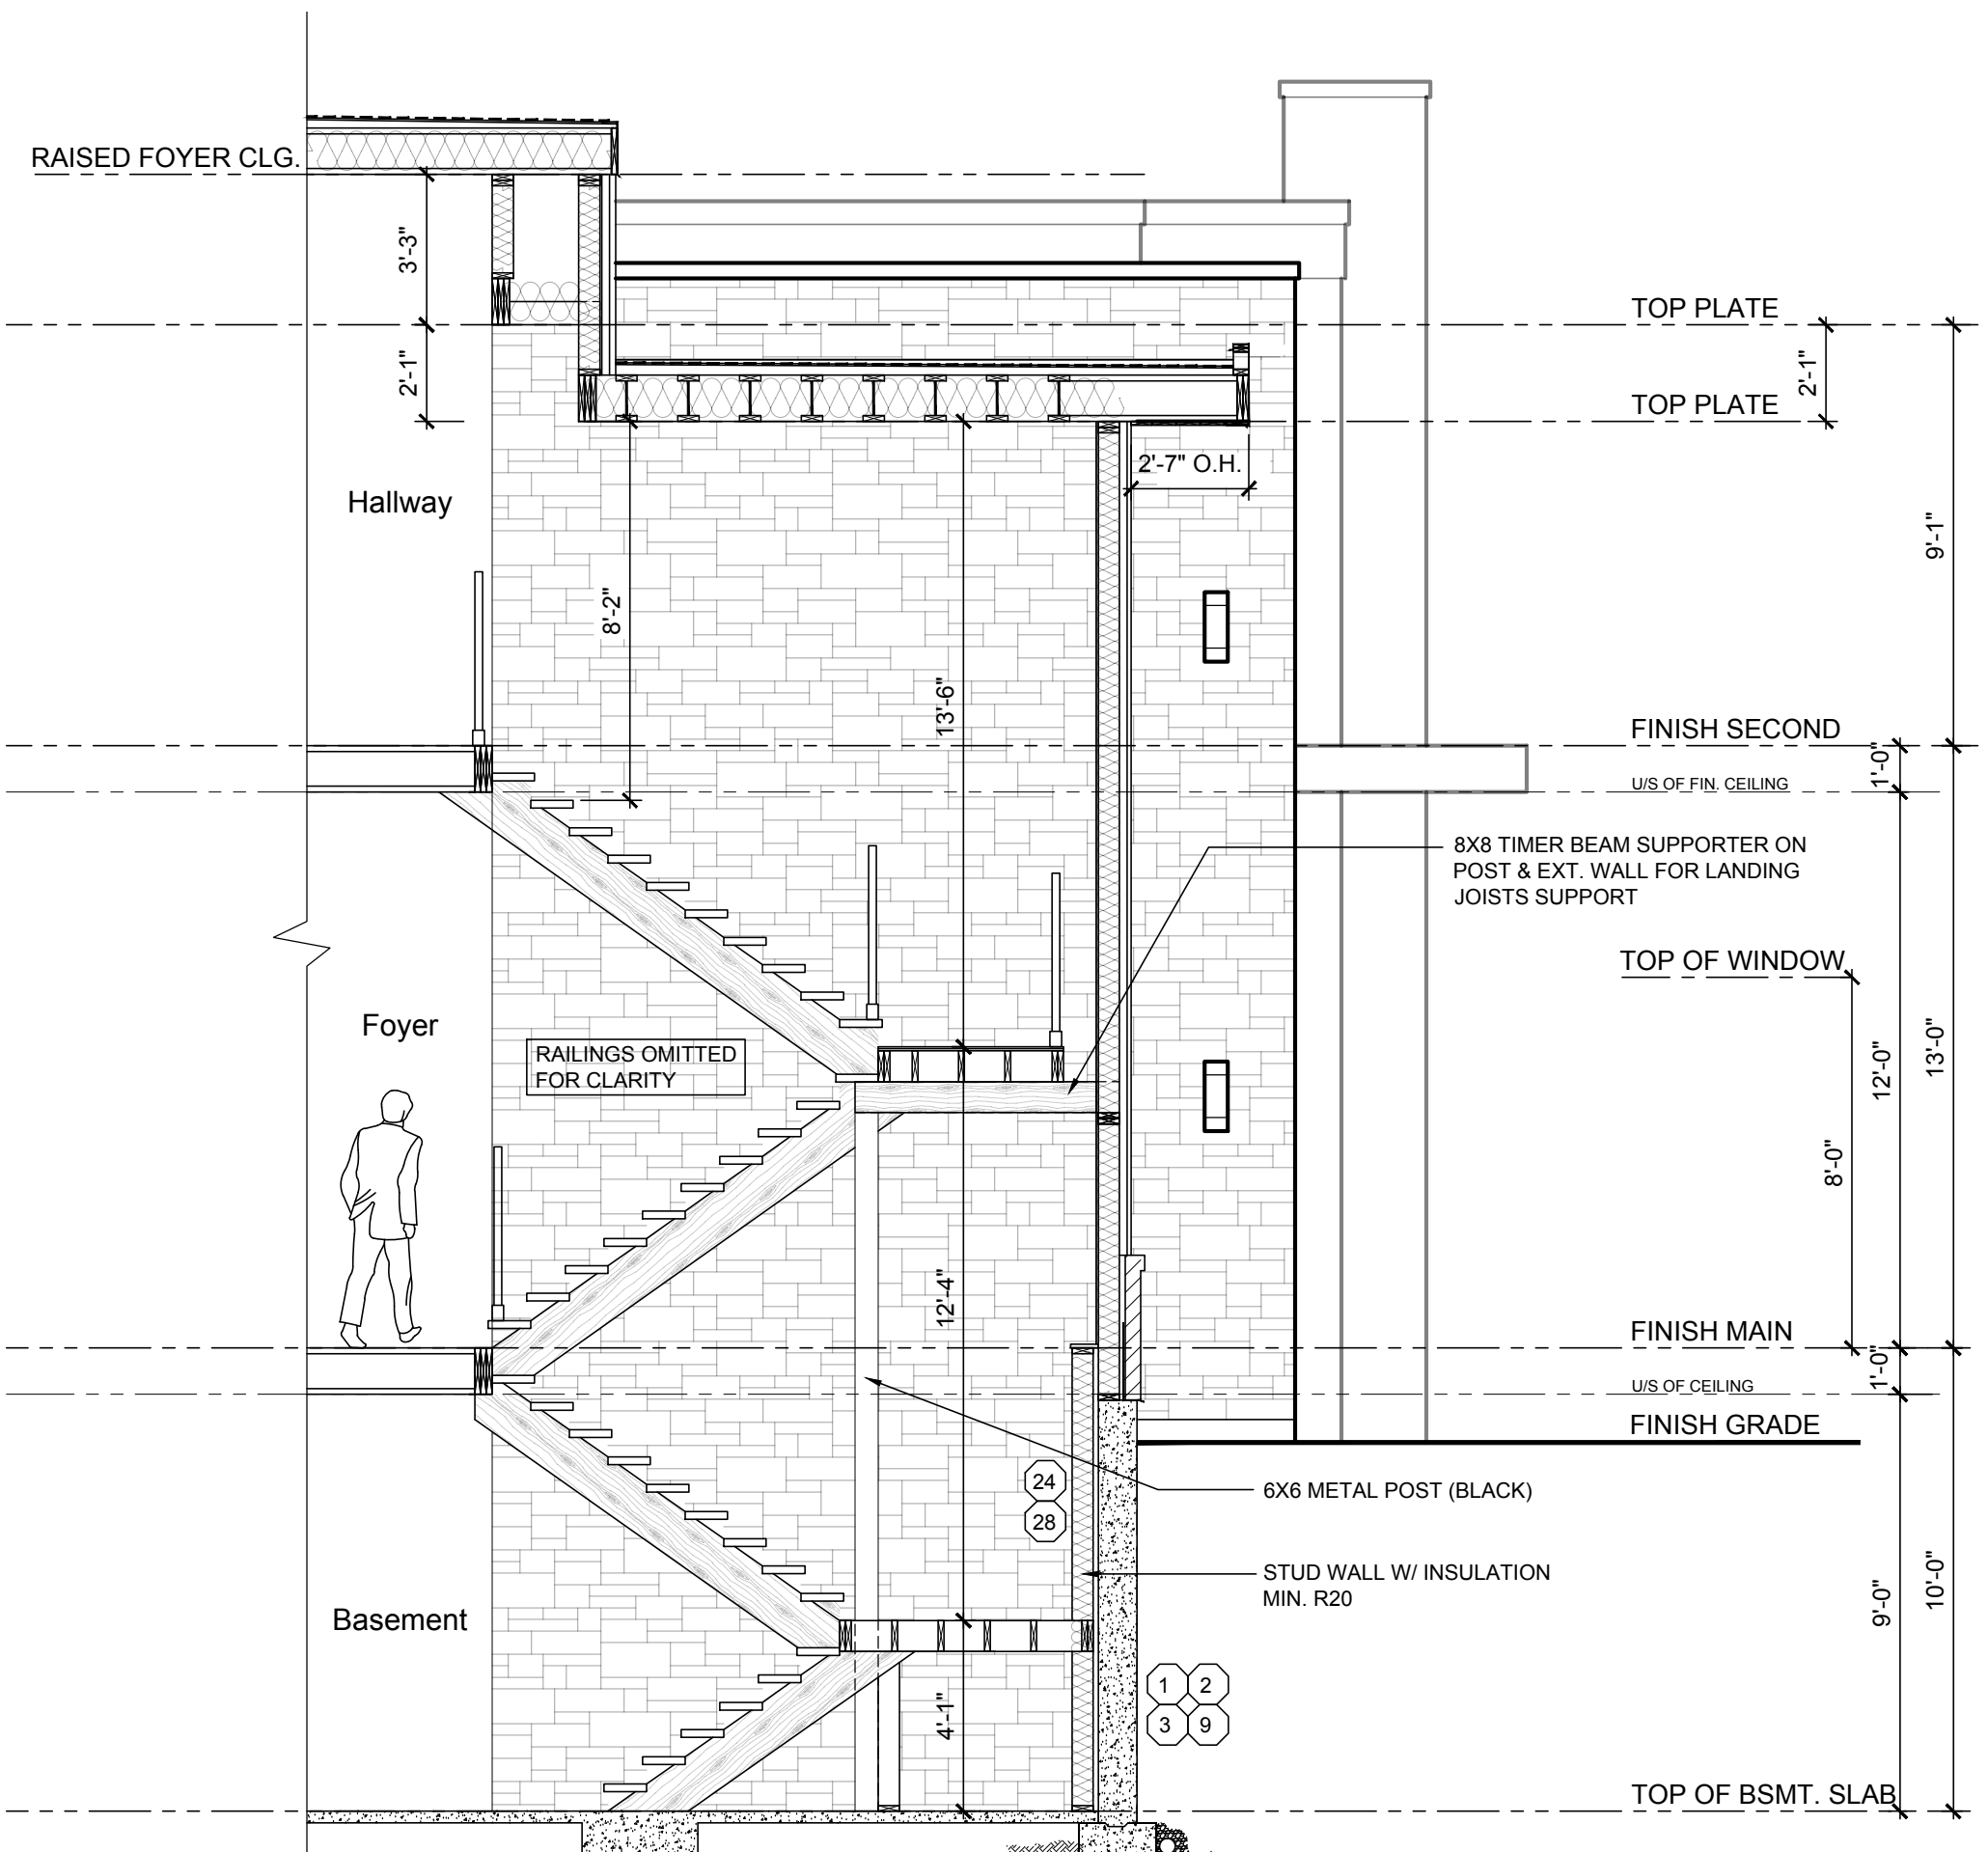 RAISED FOYER CLG.
3'-3"
TOP PLATE
2'-1"
2'-1"
TOP PLATE
2'-7" O.H.
Hallway
9'-1"
8'-2"
13'-6"
FINISH SECOND
1'-0"
U/S OF FIN. CEILING
8X8 TIMER BEAM SUPPORTER ON
POST & EXT. WALL FOR LANDING
JOISTS SUPPORT
TOP OF WINDOW
Foyer
RAILINGS OMITTED
FOR CLARITY
12'-0"
13'-0"
8'-0"
12'-4"
FINISH MAIN
1'-0"
U/S OF CEILING
FINISH GRADE
24
28
6X6 METAL POST (BLACK)
STUD WALL W/ INSULATION
MIN. R20
9'-0"
10'-0"
Basement
1 2
3 9
4'-1"
TOP OF BSMT. SLAB